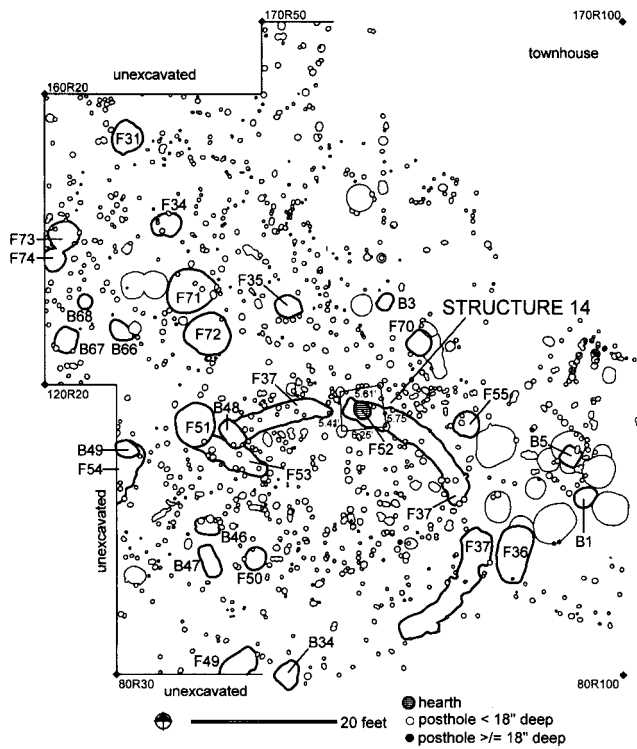 170R50
170R100
unexcavated
townhouse
160R20
F31
F34
F73
F74
F71
F35
B3
STRUCTURE 14
B68
F70
F72
B67
B66
120R20
F37
5.61'
F55
B48
5.41'
5.75
F51
6.25
F52
B49
B5
F54
F53
F37
unexcavated
B46
B1
F37
F36
B47
F50
F49
B34
80R30
unexcavated
80R100
20 feet
hearth
posthole < 18" deep
posthole >/= 18" deep